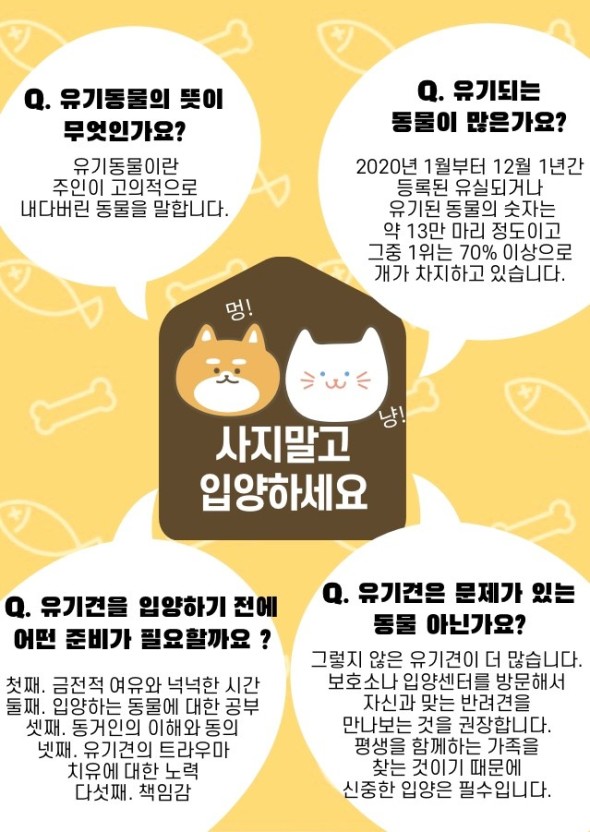 Q. 유기동물의 뜻이
무엇인가요?
유기동물이란
주인이 고의적으로
내다버린 동물을 말합니다.
Q. 유기되는
동물이 많은가요?
2020년 1월부터 12월 1년간
등록된 유실되거나
유기된 동물의 숫자는
약 13만 마리 정도이고
그중 1위는 70% 이상으로
개가 차지하고 있습니다.
멍!
냥!
사지말고
입양하세요
Q. 유기견을 입양하기 전에
어떤 준비가 필요할까요 ?
첫째. 금전적 여유와 넉넉한 시간
둘째. 입양하는 동물에 대한 공부
셋째. 동거인의 이해와 동의
넷째. 유기견의 트라우마
치유에 대한 노력
다섯째. 책임감
Q. 유기견은 문제가 있는
동물 아닌가요?
그렇지 않은 유기견이 더 많습니다.
보호소나 입양센터를 방문해서
자신과 맞는 반려견을
만나보는 것을 권장합니다.
평생을 함께하는 가족을
찾는 것이기 때문에
신중한 입양은 필수입니다.